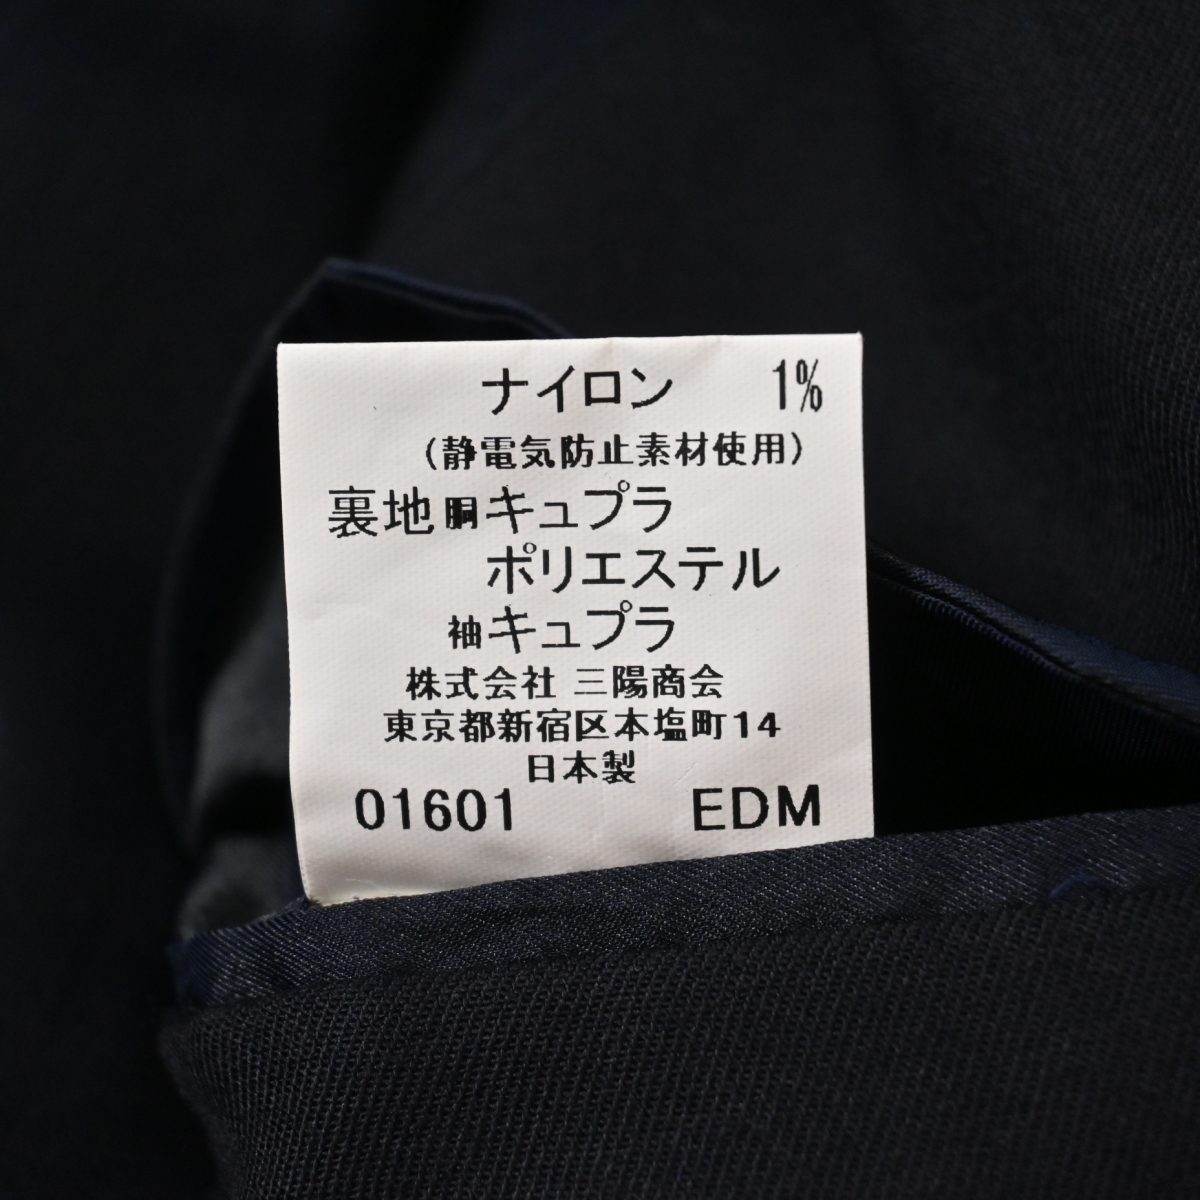 ナイロン 1%
(静電気防止素材使用)
裏地 胴 キュプラ
ポリエステル
袖 キュプラ
株式会社 三陽商会
東京都新宿区本塩町14
日本製
01601 EDM